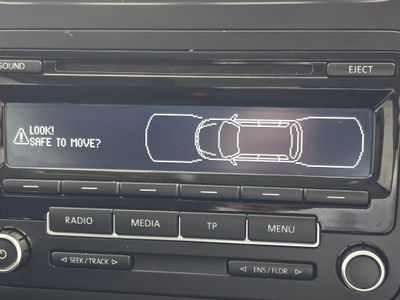 SOUND
EJECT
LOOK!
SAFE TO MOVE?
RADIO MEDIA TP MENU
◁ SEEK / TRACK ▷
◁ ENS / FLDR ▷